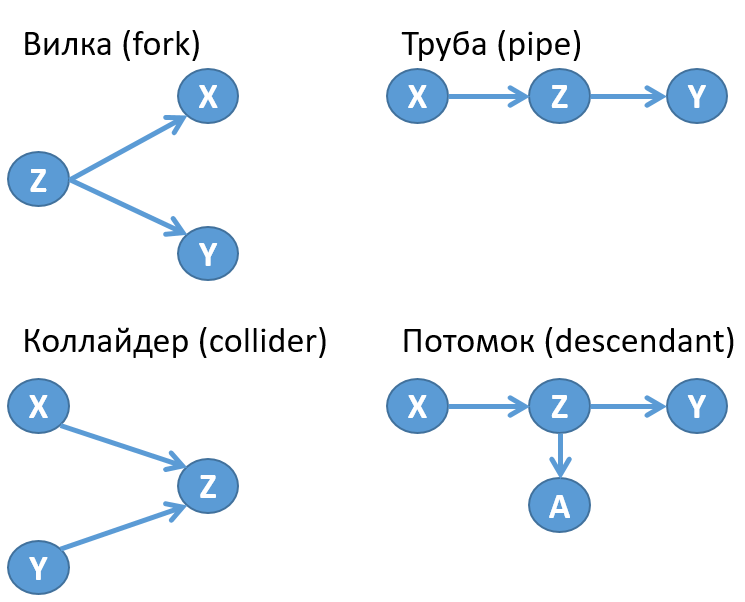 Вилка (fork)
X
Z
Y
Труба (pipe)
X Z Y
Коллайдер (collider)
X
Z
Y
Потомок (descendant)
X Z Y
A